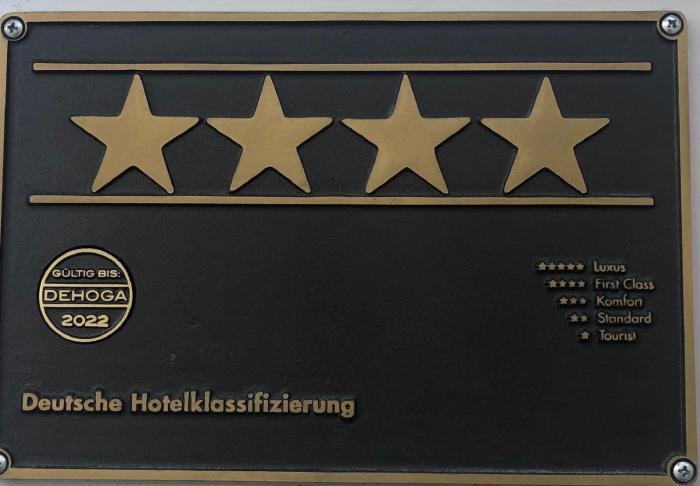 GÜLTIG BIS:
DEHOGA
2022
★★★★★ Luxus
★★★★ First Class
★★★ Komfort
★★ Standard
★ Tourist
Deutsche Hotelklassifizierung